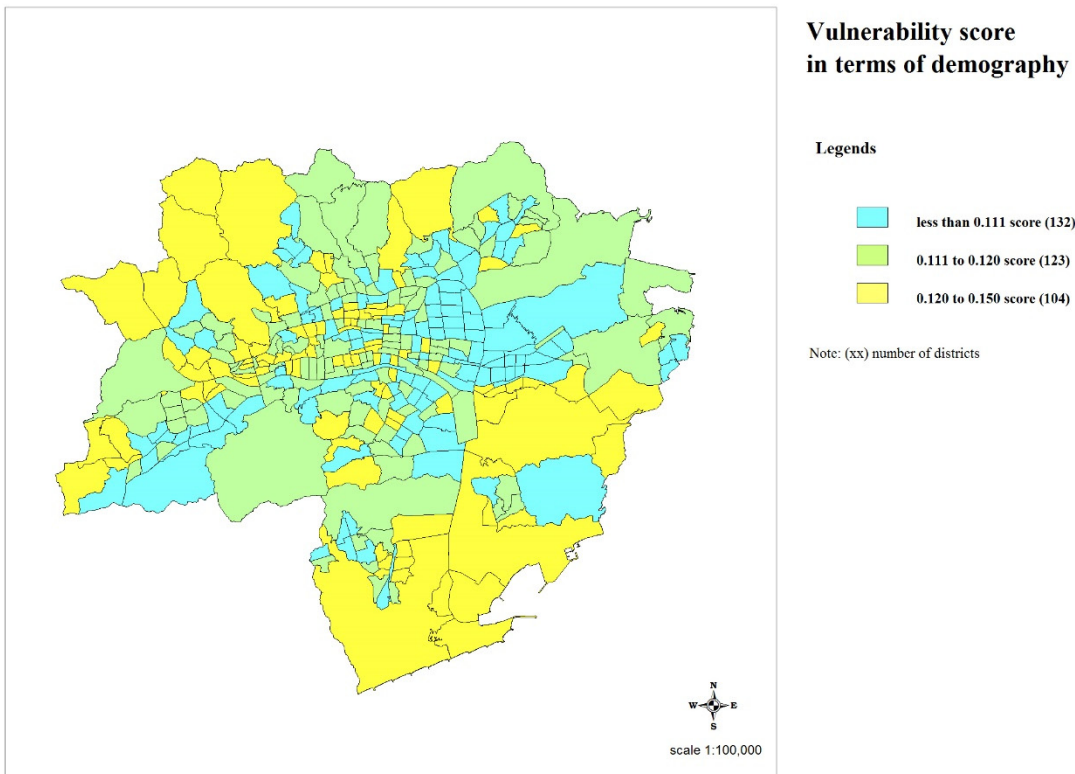 Vulnerability score
in terms of demography
Legends
less than 0.111 score (132)
0.111 to 0.120 score (123)
0.120 to 0.150 score (104)
Note: (xx) number of districts
N
W E
S
scale 1:100,000